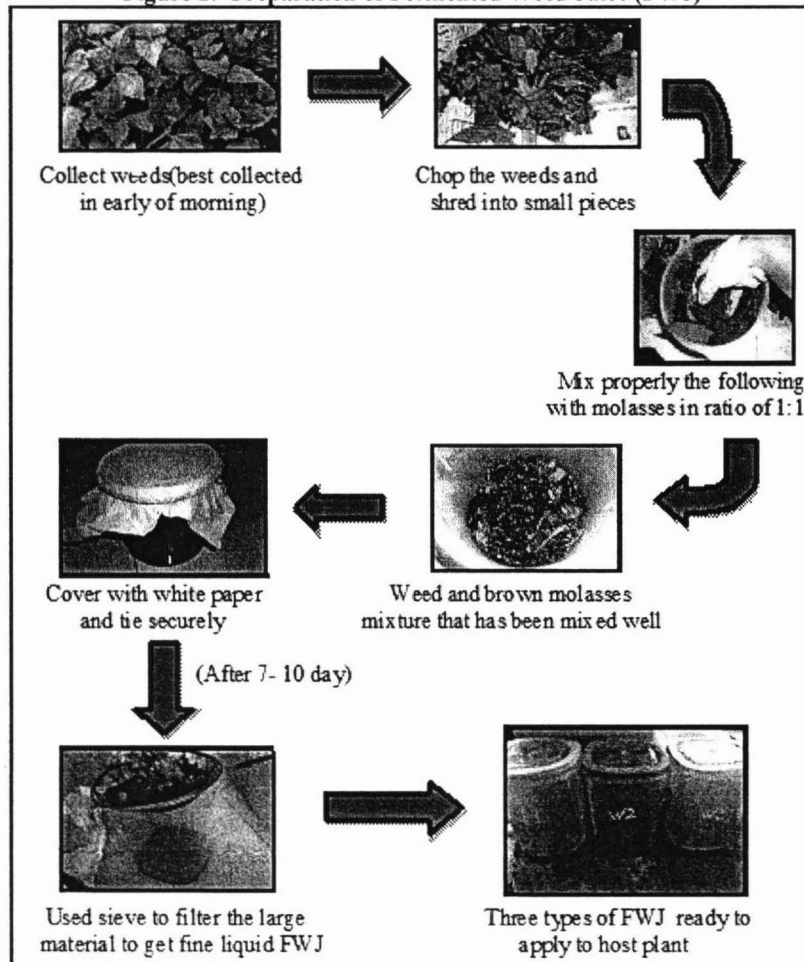 Collect weeds(best collected
in early of morning)
Chop the weeds and
shred into small pieces
Mix properly the following
with molasses in ratio of 1:1
Weed and brown molasses
mixture that has been mixed well
Cover with white paper
and tie securely
(After 7- 10 day)
Used sieve to filter the large
material to get fine liquid FWJ
W2
Three types of FWJ ready to
apply to host plant